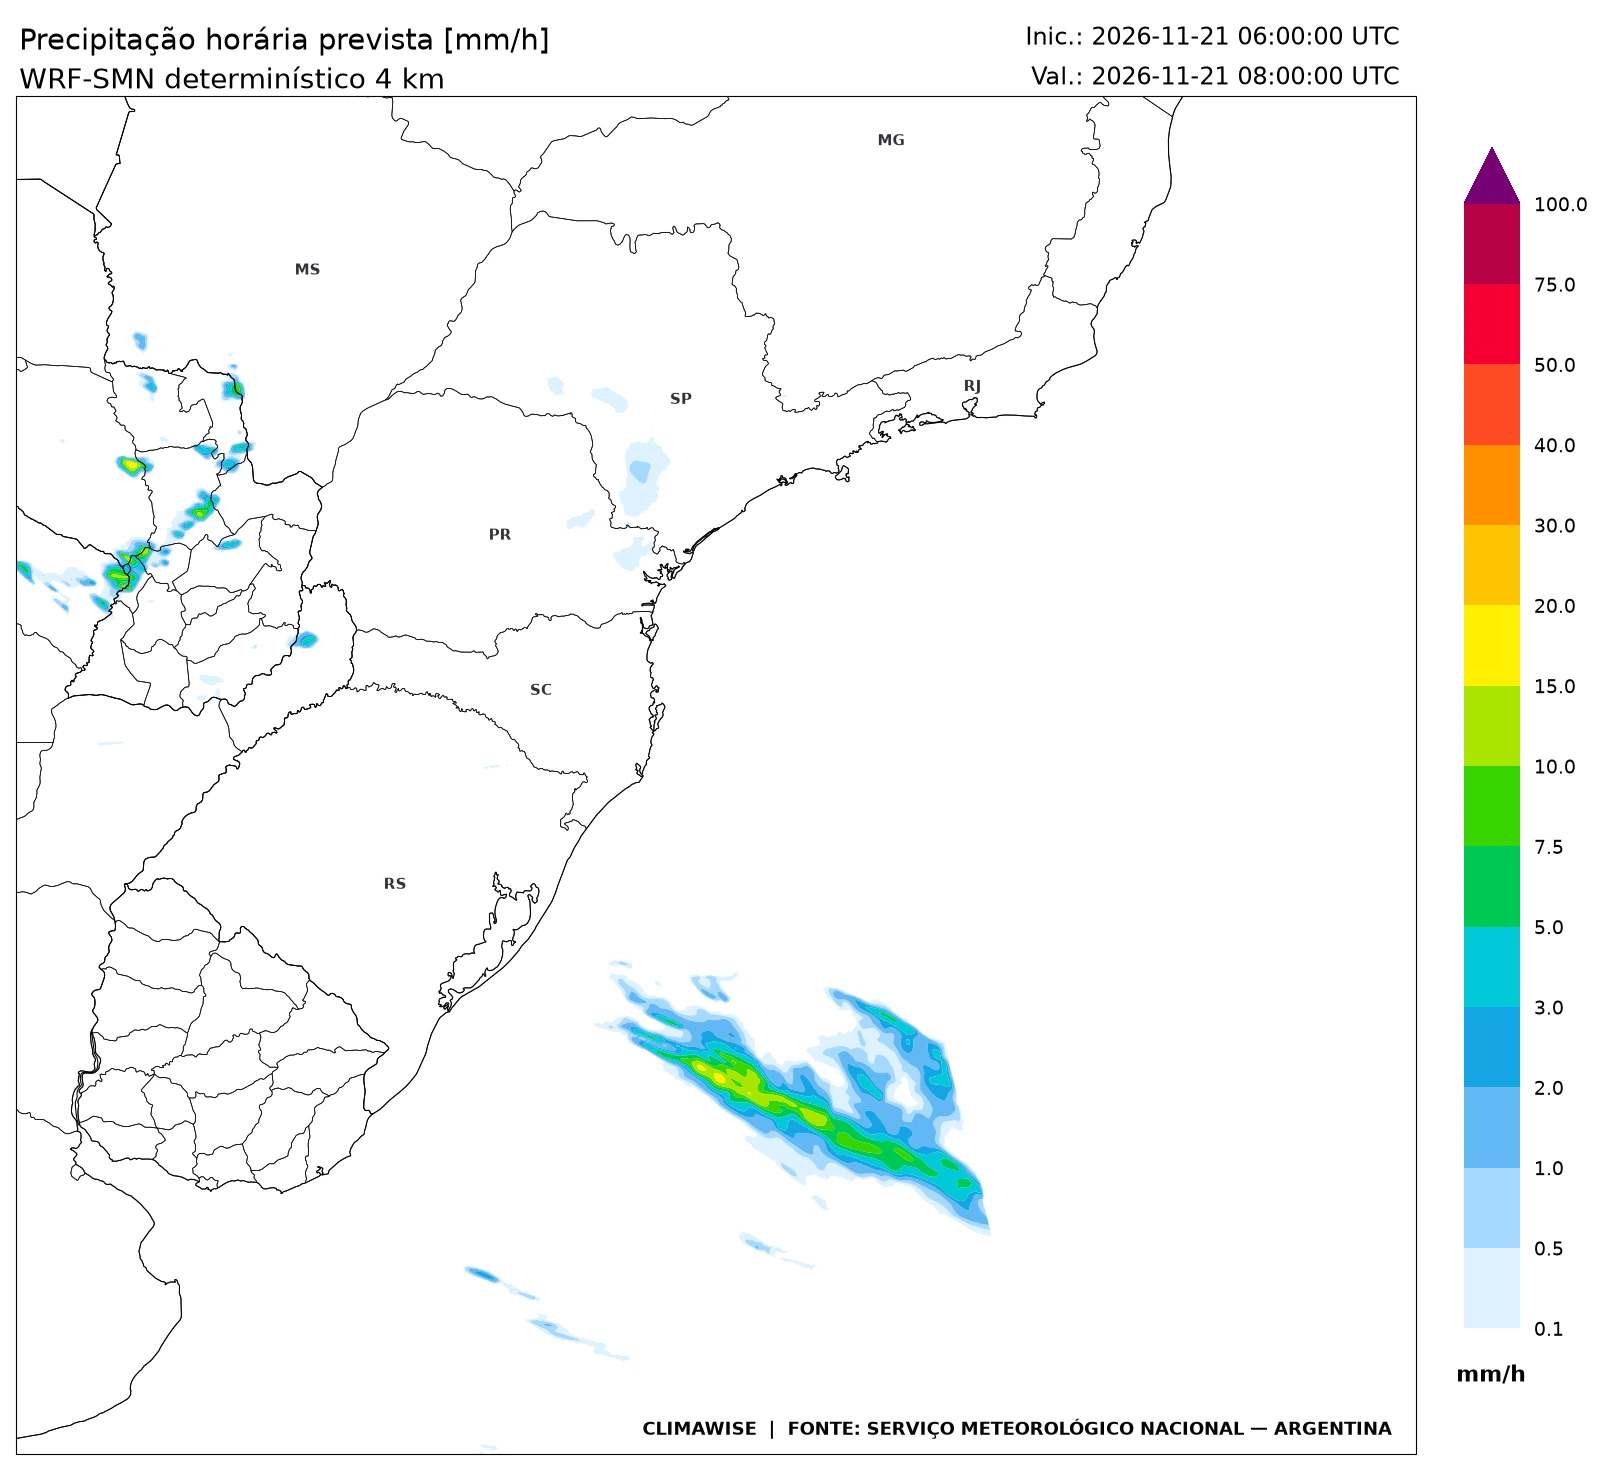 Precipitação horária prevista [mm/h]
WRF-SMN determinístico 4 km
Inic.: 2026-11-21 06:00:00 UTC
Val.: 2026-11-21 08:00:00 UTC
MG
MS
RJ
SP
PR
SC
RS
100.0
75.0
50.0
40.0
30.0
20.0
15.0
10.0
7.5
5.0
3.0
2.0
1.0
0.5
0.1
mm/h
CLIMAWISE | FONTE: SERVIÇO METEOROLÓGICO NACIONAL — ARGENTINA